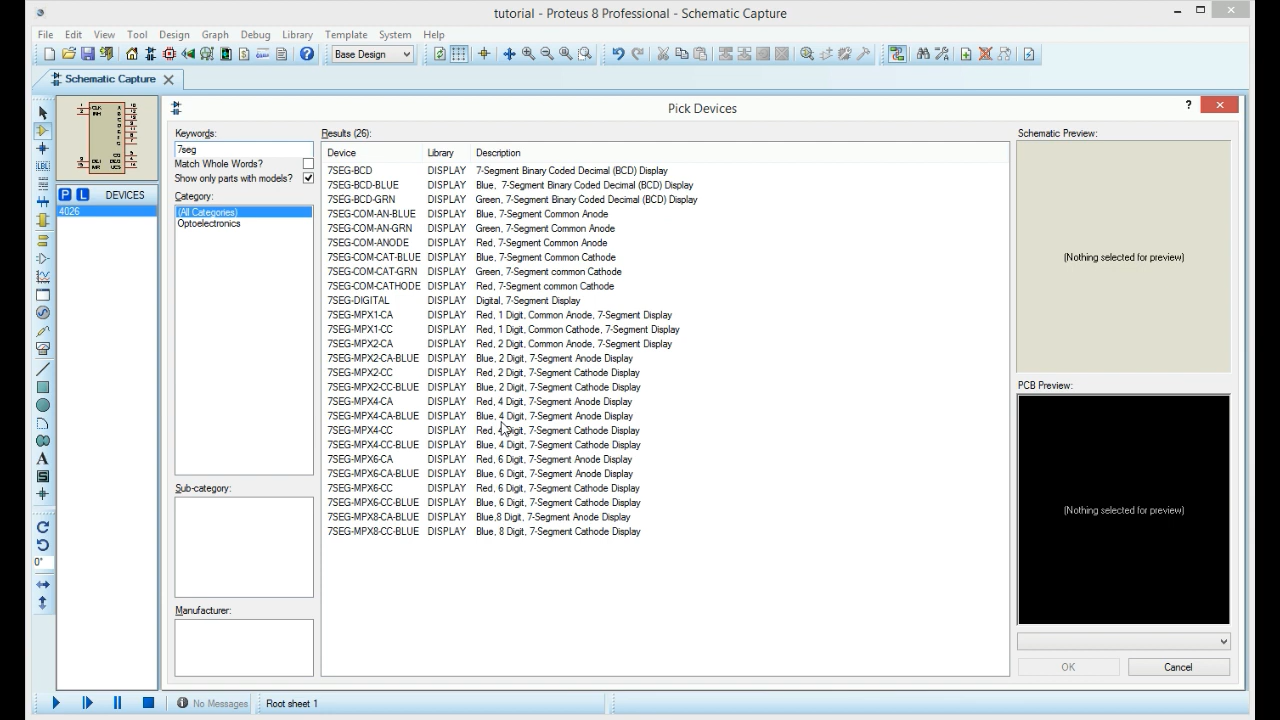 tutorial - Proteus 8 Professional - Schematic Capture
File Edit View Tool Design Graph Debug Library Template System Help
Base Design
Schematic Capture
Pick Devices
Keywords:
7seg
Match Whole Words?
Show only parts with models?
Category:
(All Categories)
Optoelectronics
Sub-category:
Manufacturer:
P L DEVICES
4026
Results (26):
Device Library Description
7SEG-BCD DISPLAY 7-Segment Binary Coded Decimal (BCD) Display
7SEG-BCD-BLUE DISPLAY Blue, 7-Segment Binary Coded Decimal (BCD) Display
7SEG-BCD-GRN DISPLAY Green, 7-Segment Binary Coded Decimal (BCD) Display
7SEG-COM-AN-BLUE DISPLAY Blue, 7-Segment Common Anode
7SEG-COM-AN-GRN DISPLAY Green, 7-Segment Common Anode
7SEG-COM-ANODE DISPLAY Red, 7-Segment Common Anode
7SEG-COM-CAT-BLUE DISPLAY Blue, 7-Segment Common Cathode
7SEG-COM-CAT-GRN DISPLAY Green, 7-Segment common Cathode
7SEG-COM-CATHODE DISPLAY Red, 7-Segment common Cathode
7SEG-DIGITAL DISPLAY Digital, 7-Segment Display
7SEG-MPX1-CA DISPLAY Red, 1 Digit, Common Anode, 7-Segment Display
7SEG-MPX1-CC DISPLAY Red, 1 Digit, Common Cathode, 7-Segment Display
7SEG-MPX2-CA DISPLAY Red, 2 Digit, Common Anode, 7-Segment Display
7SEG-MPX2-CA-BLUE DISPLAY Blue, 2 Digit, 7-Segment Anode Display
7SEG-MPX2-CC DISPLAY Red, 2 Digit, 7-Segment Cathode Display
7SEG-MPX2-CC-BLUE DISPLAY Blue, 2 Digit, 7-Segment Cathode Display
7SEG-MPX4-CA DISPLAY Red, 4 Digit, 7-Segment Anode Display
7SEG-MPX4-CA-BLUE DISPLAY Blue, 4 Digit, 7-Segment Anode Display
7SEG-MPX4-CC DISPLAY Red, 4 Digit, 7-Segment Cathode Display
7SEG-MPX4-CC-BLUE DISPLAY Blue, 4 Digit, 7-Segment Cathode Display
7SEG-MPX6-CA DISPLAY Red, 6 Digit, 7-Segment Anode Display
7SEG-MPX6-CA-BLUE DISPLAY Blue, 6 Digit, 7-Segment Anode Display
7SEG-MPX6-CC DISPLAY Red, 6 Digit, 7-Segment Cathode Display
7SEG-MPX6-CC-BLUE DISPLAY Blue, 6 Digit, 7-Segment Cathode Display
7SEG-MPX8-CA-BLUE DISPLAY Blue,8 Digit, 7-Segment Anode Display
7SEG-MPX8-CC-BLUE DISPLAY Blue, 8 Digit, 7-Segment Cathode Display
Schematic Preview:
(Nothing selected for preview)
PCB Preview:
(Nothing selected for preview)
OK Cancel
0°
No Messages Root sheet 1